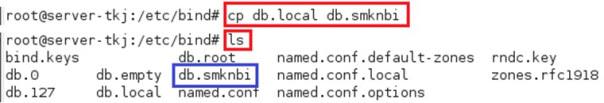 root@server-tkj:/etc/bind# cp db.local db.smknbi
root@server-tkj:/etc/bind# ls
bind.keys db.root named.conf.default-zones rndc.key
db.0 db.empty db.smknbi named.conf.local zones.rfc1918
db.127 db.local named.conf named.conf.options